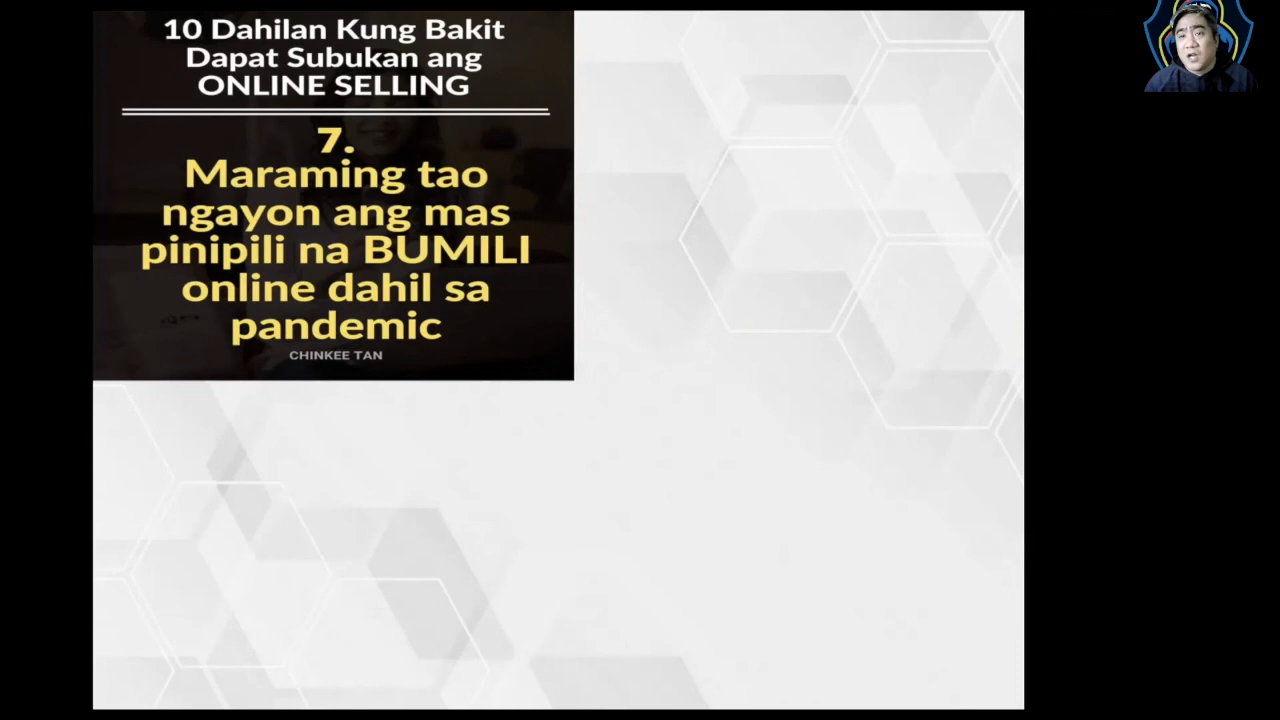 10 Dahilan Kung Bakit
Dapat Subukan ang
ONLINE SELLING
7.
Maraming tao
ngayon ang mas
pinipili na BUMILI
online dahil sa
pandemic
CHINKEE TAN